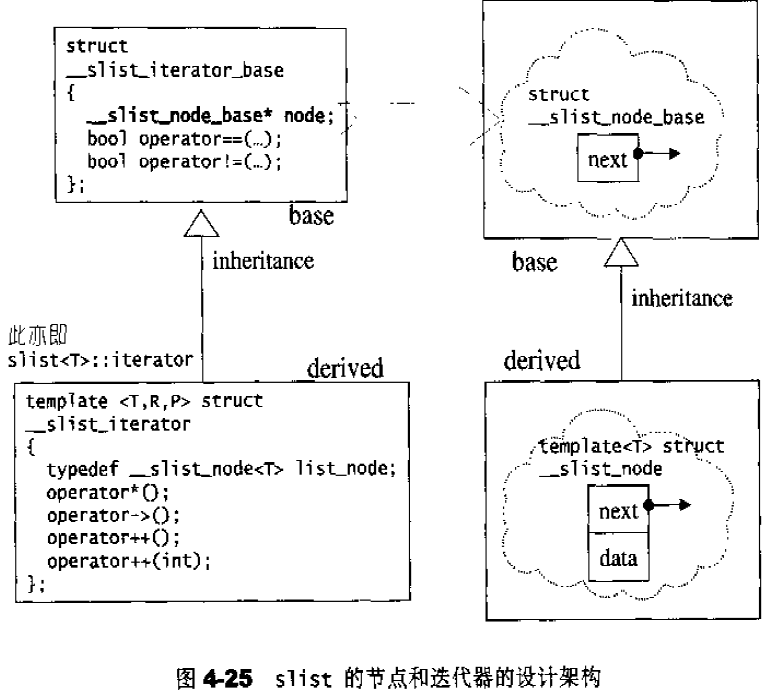 struct
__slist_iterator_base
{
__slist_node_base* node;
bool operator==(…);
bool operator!=(…);
};
base
inheritance
struct
__slist_node_base
next
base
inheritance
此亦即
slist<T>::iterator
derived
template <T,R,P> struct
__slist_iterator
{
typedef __slist_node<T> list_node;
operator*();
operator->();
operator++();
operator++(int);
};
derived
template<T> struct
__slist_node
next
data
图 4-25 slist 的节点和迭代器的设计架构